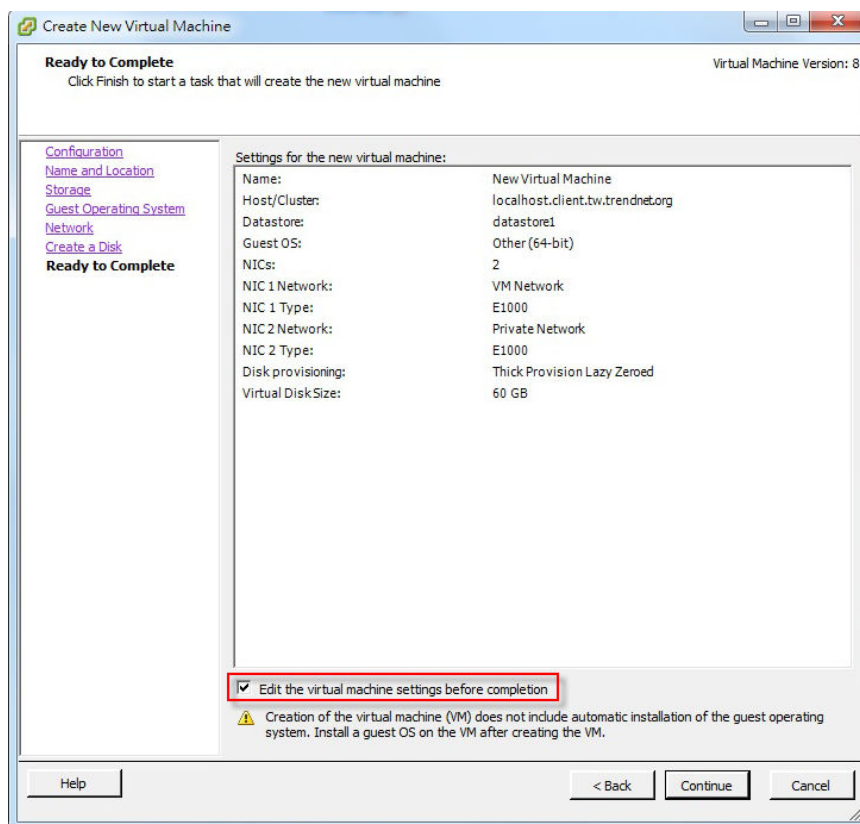 Create New Virtual Machine
Ready to Complete
Click Finish to start a task that will create the new virtual machine
Virtual Machine Version: 8
Configuration
Name and Location
Storage
Guest Operating System
Network
Create a Disk
Ready to Complete
Settings for the new virtual machine:
Name: New Virtual Machine
Host/Cluster: localhost.client.tw.trendnet.org
Datastore: datastore1
Guest OS: Other (64-bit)
NICs: 2
NIC 1 Network: VM Network
NIC 1 Type: E1000
NIC 2 Network: Private Network
NIC 2 Type: E1000
Disk provisioning: Thick Provision Lazy Zeroed
Virtual Disk Size: 60 GB
Edit the virtual machine settings before completion
Creation of the virtual machine (VM) does not include automatic installation of the guest operating
system. Install a guest OS on the VM after creating the VM.
Help
< Back
Continue
Cancel